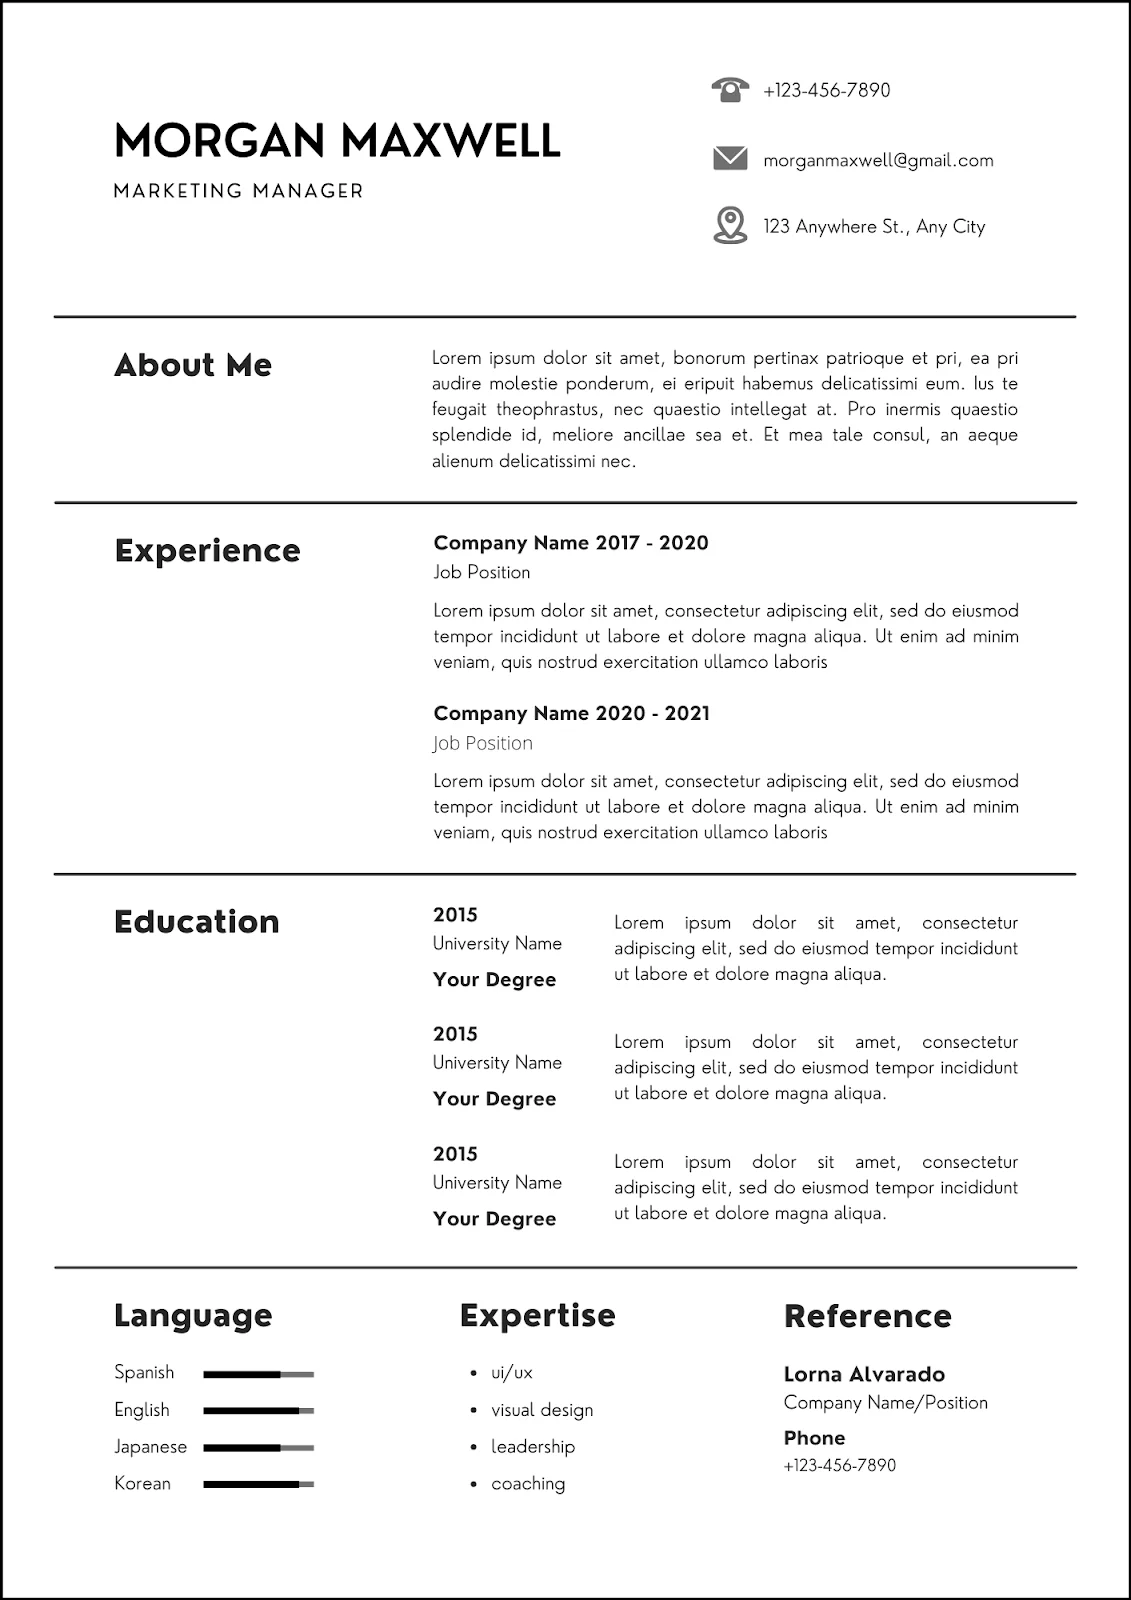 MORGAN MAXWELL
MARKETING MANAGER
+123-456-7890
morganmaxwell@gmail.com
123 Anywhere St., Any City
About Me
Lorem ipsum dolor sit amet, bonorum pertinax patrioque et pri, ea pri
audire molestie ponderum, ei eripuit habemus delicatissimi eum. Ius te
feugait theophrastus, nec quaestio intellegat at. Pro inermis quaestio
splendide id, meliore ancillae sea et. Et mea tale consul, an aeque
alienum delicatissimi nec.
Experience
Company Name 2017 - 2020
Job Position
Lorem ipsum dolor sit amet, consectetur adipiscing elit, sed do eiusmod
tempor incididunt ut labore et dolore magna aliqua. Ut enim ad minim
veniam, quis nostrud exercitation ullamco laboris
Company Name 2020 - 2021
Job Position
Lorem ipsum dolor sit amet, consectetur adipiscing elit, sed do eiusmod
tempor incididunt ut labore et dolore magna aliqua. Ut enim ad minim
veniam, quis nostrud exercitation ullamco laboris
Education
2015
University Name
Your Degree
Lorem ipsum dolor sit amet, consectetur
adipiscing elit, sed do eiusmod tempor incididunt
ut labore et dolore magna aliqua.
2015
University Name
Your Degree
Lorem ipsum dolor sit amet, consectetur
adipiscing elit, sed do eiusmod tempor incididunt
ut labore et dolore magna aliqua.
2015
University Name
Your Degree
Lorem ipsum dolor sit amet, consectetur
adipiscing elit, sed do eiusmod tempor incididunt
ut labore et dolore magna aliqua.
Language
Spanish
English
Japanese
Korean
Expertise
• ui/ux
• visual design
• leadership
• coaching
Reference
Lorna Alvarado
Company Name/Position
Phone
+123-456-7890